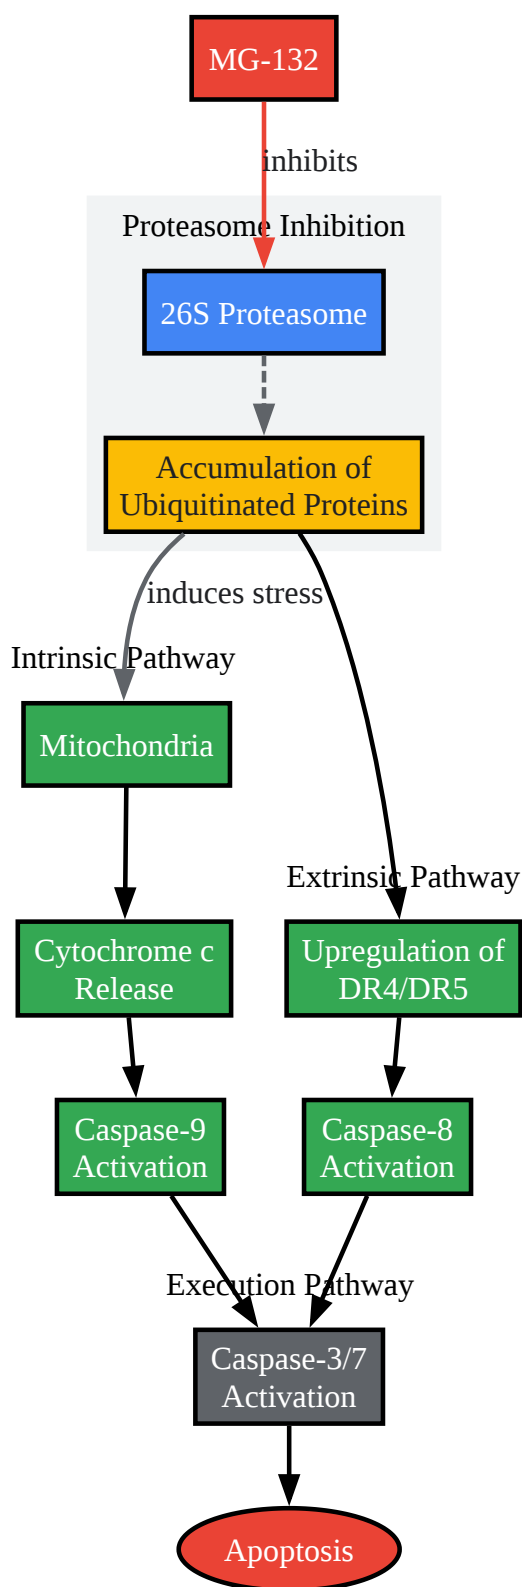 MG-132
inhibits
Proteasome Inhibition
26S Proteasome
Accumulation of
Ubiquitinated Proteins
induces stress
Intrinsic Pathway
Mitochondria
Extrinsic Pathway
Cytochrome c
Release
Upregulation of
DR4/DR5
Caspase-9
Activation
Caspase-8
Activation
Execution Pathway
Caspase-3/7
Activation
Apoptosis